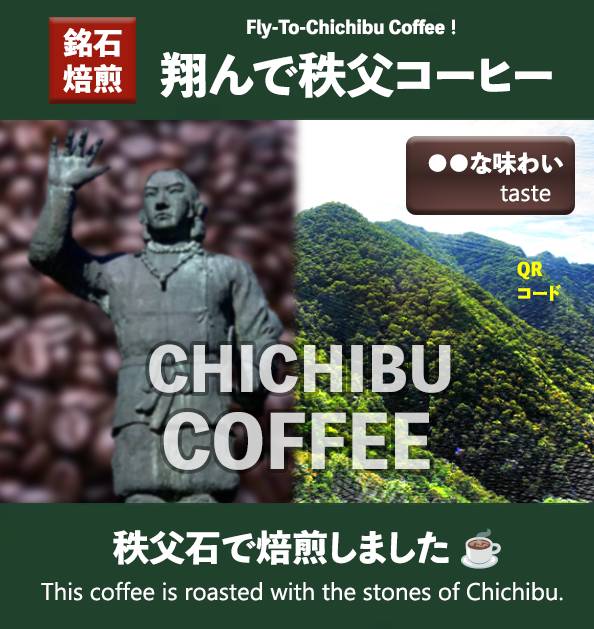 Fly-To-Chichibu Coffee !
銘石
焙煎
翔んで秩父コーヒー
●●な味わい
taste
QR
コード
CHICHIBU
COFFEE
秩父石で焙煎しました ☕
This coffee is roasted with the stones of Chichibu.